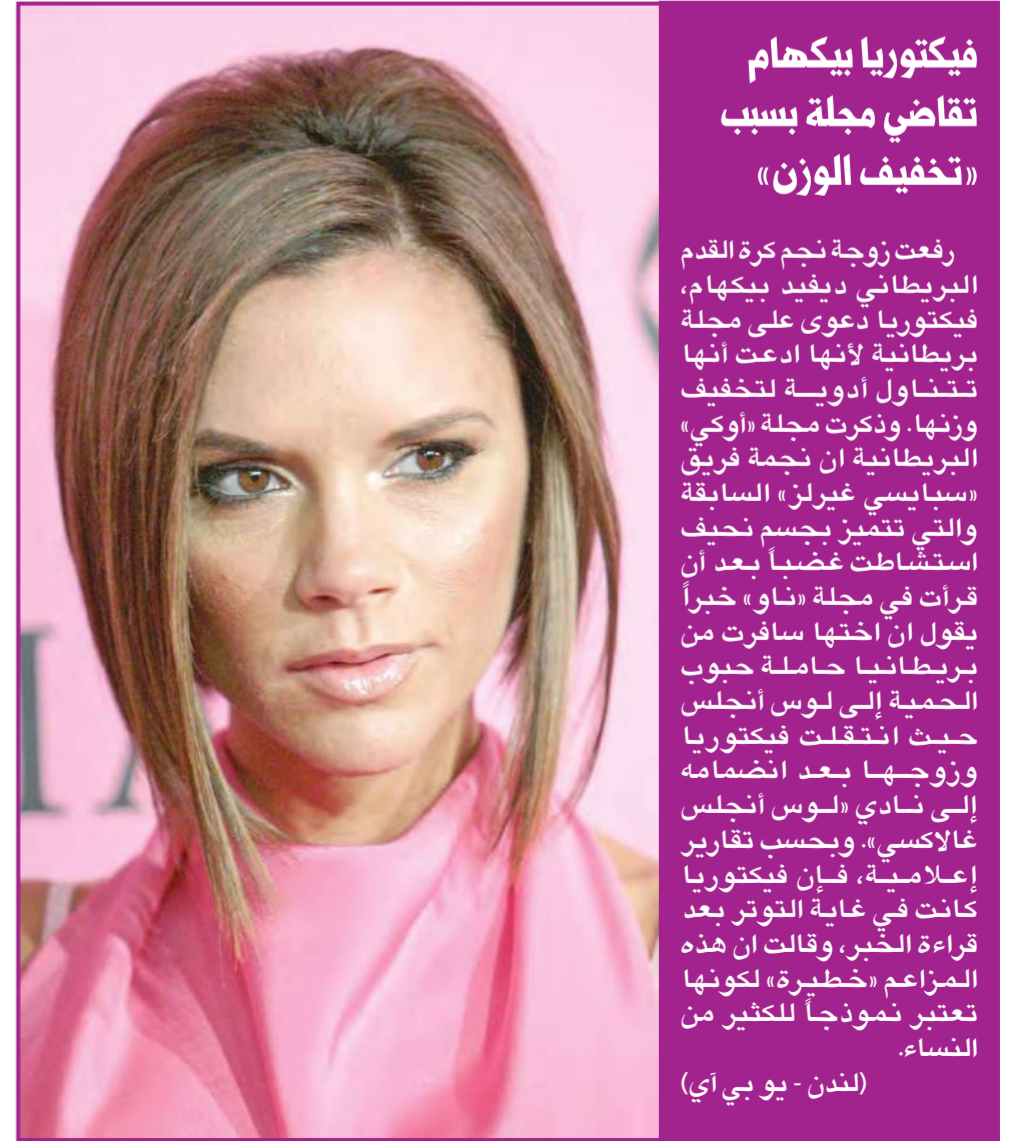 فيكتوريا بيكهام
تقاضي مجلة بسبب
«تخفيف الوزن»
رفعت زوجة نجم كرة القدم
البريطاني ديفيد بيكهام،
فيكتوريا دعوى على مجلة
بريطانية لأنها ادعت أنها
تتناول أدوية لتخفيف
وزنها. وذكرت مجلة «أوكي»
البريطانية ان نجمة فريق
«سبايسي غيرلز» السابقة
والتي تتميز بجسم نحيف
استشاطت غضباً بعد أن
قرأت في مجلة «ناو» خبراً
يقول ان اختها سافرت من
بريطانيا حاملة حبوب
الحمية إلى لوس أنجلس
حيث انتقلت فيكتوريا
وزوجها بعد انضمامه
إلى نادي «لوس أنجلس
غالاكسي». وبحسب تقارير
إعلامية، فإن فيكتوريا
كانت في غاية التوتر بعد
قراءة الخبر، وقالت ان هذه
المزاعم «خطيرة» لكونها
تعتبر نموذجاً للكثير من
النساء.
(لندن - يو بي آي)